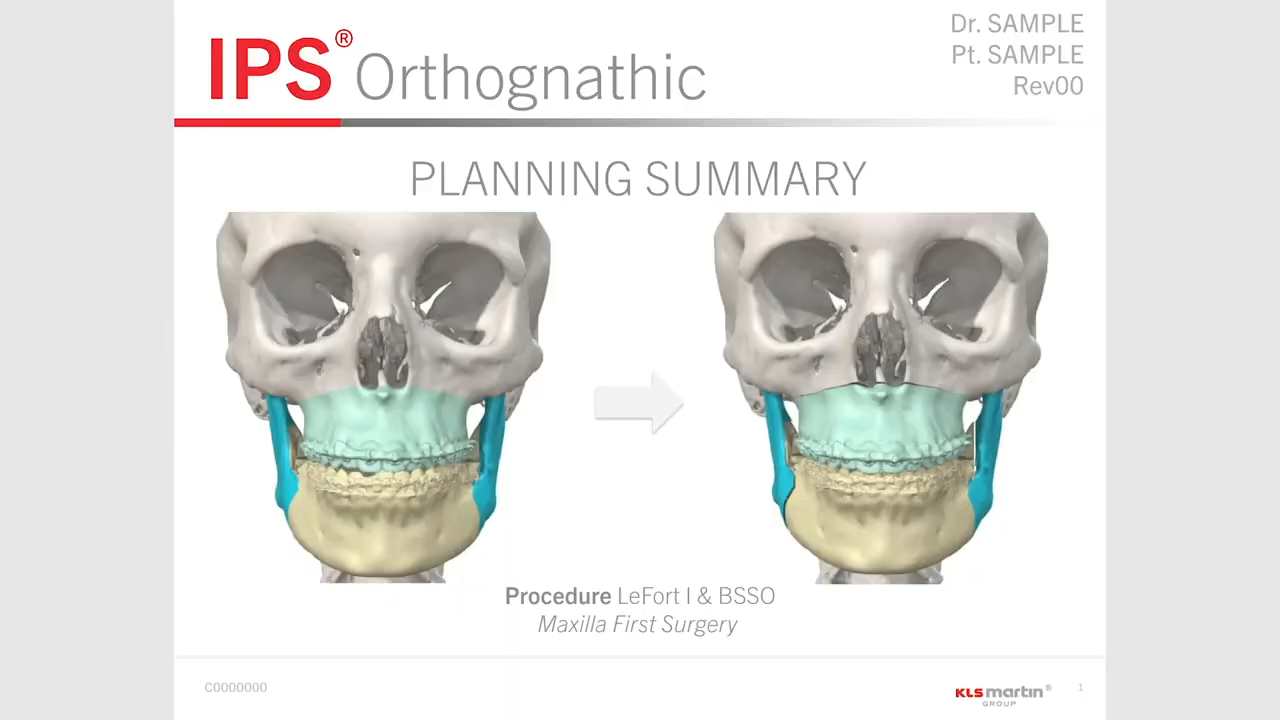 IPS® Orthognathic
Dr. SAMPLE
Pt. SAMPLE
Rev00
PLANNING SUMMARY
Procedure LeFort I & BSSO
Maxilla First Surgery
C0000000
KLS martin®
GROUP
1